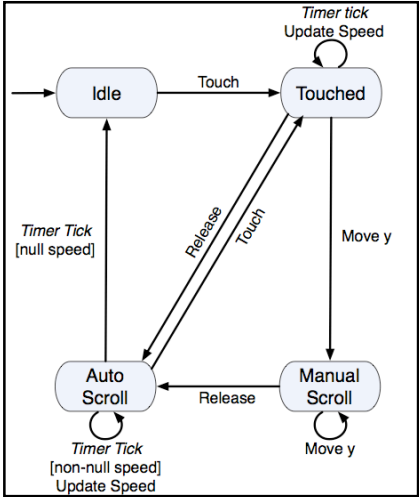 Timer tick
Update Speed
Idle
Touch
Touched
Release
Touch
Timer Tick
[null speed]
Move y
Auto
Scroll
Release
Manual
Scroll
Timer Tick
[non-null speed]
Update Speed
Move y